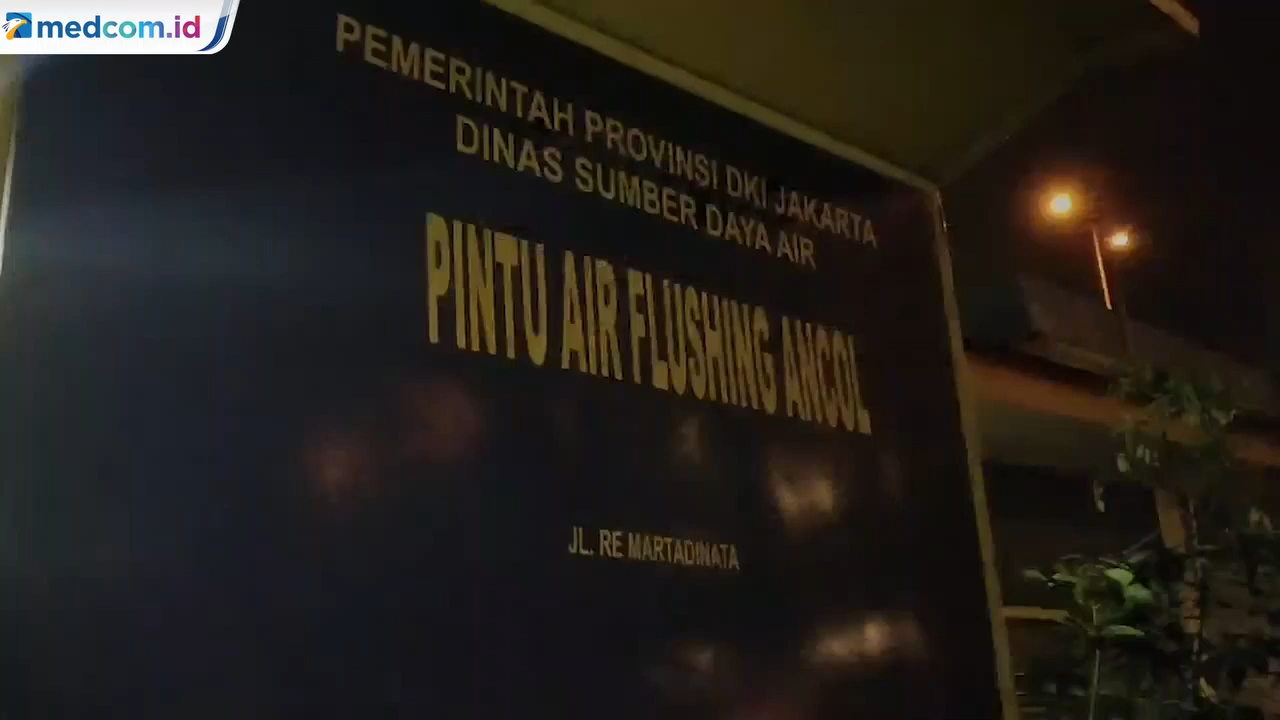 medcom.id
PEMERINTAH PROVINSI DKI JAKARTA
DINAS SUMBER DAYA AIR
PINTU AIR FLUSHING ANCOL
JL. RE MARTADINATA